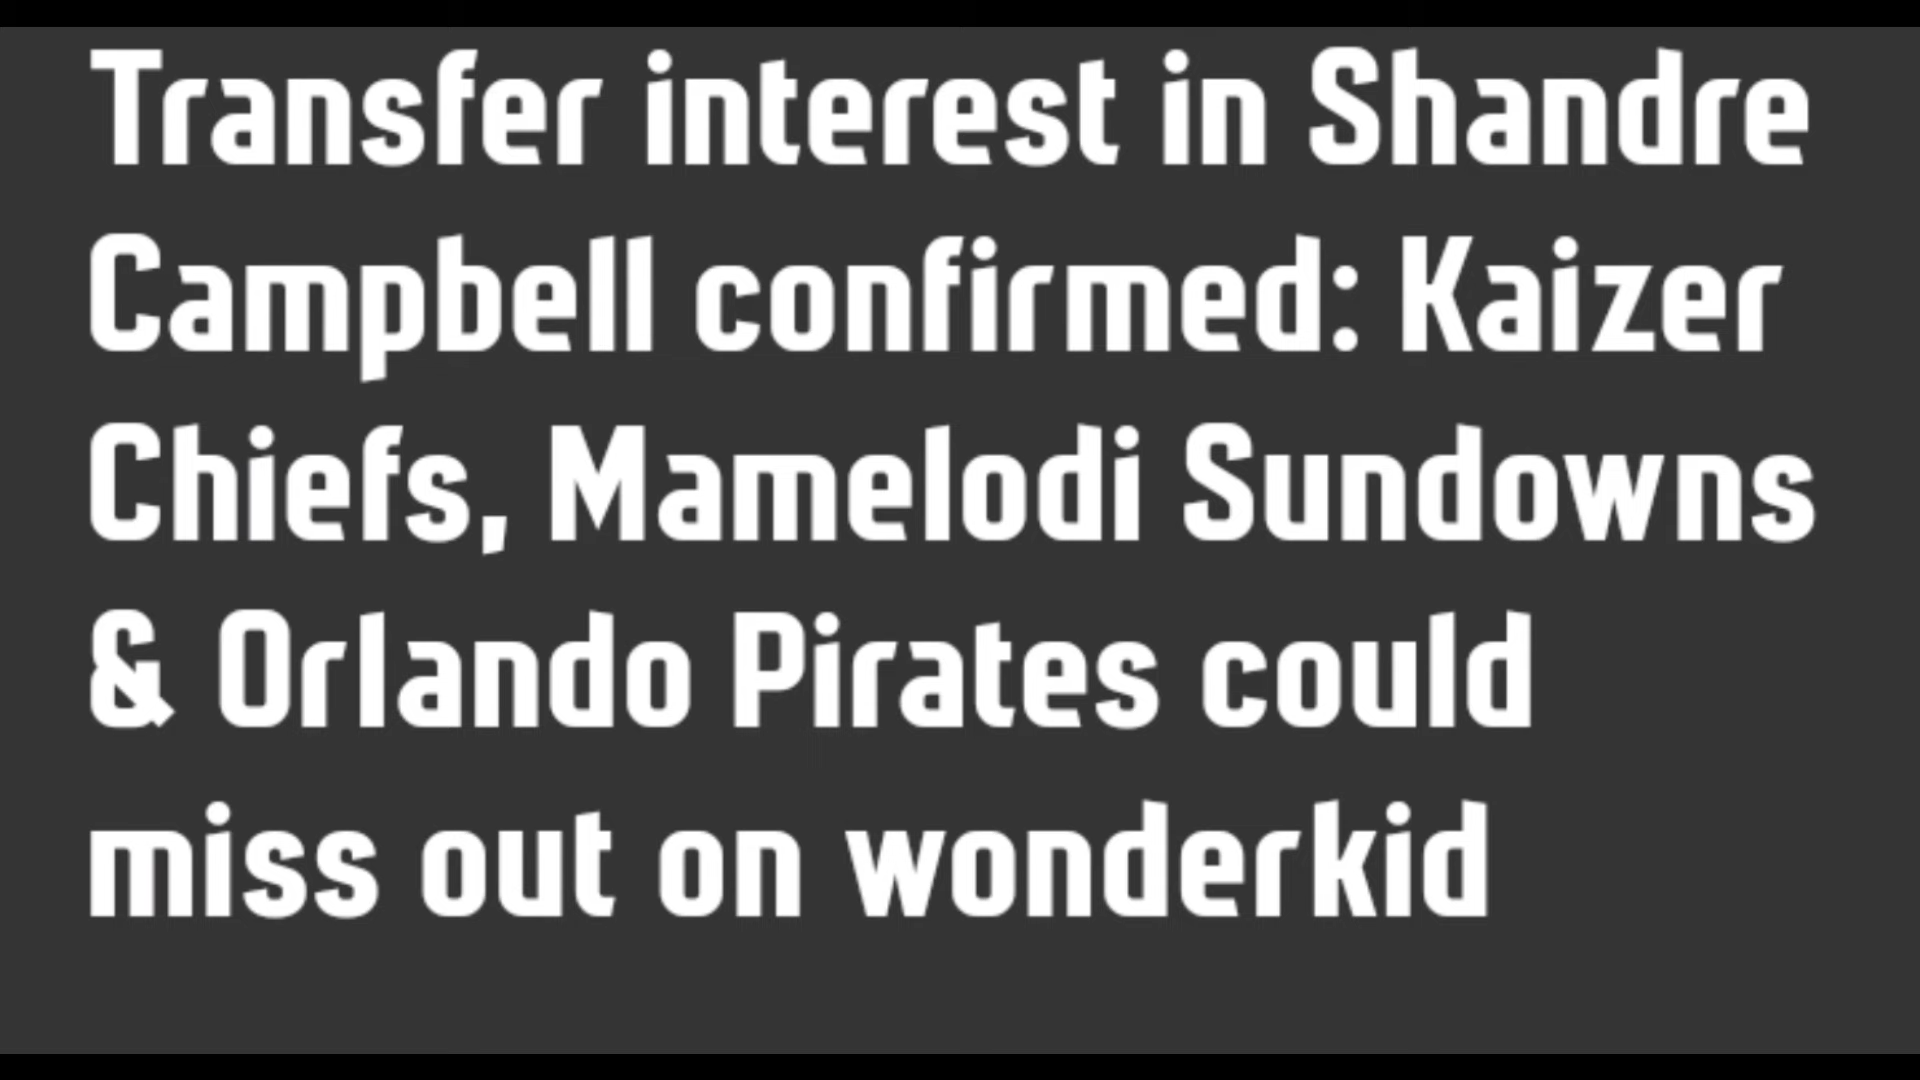 Transfer interest in Shandre
Campbell confirmed: Kaizer
Chiefs, Mamelodi Sundowns
& Orlando Pirates could
miss out on wonderkid